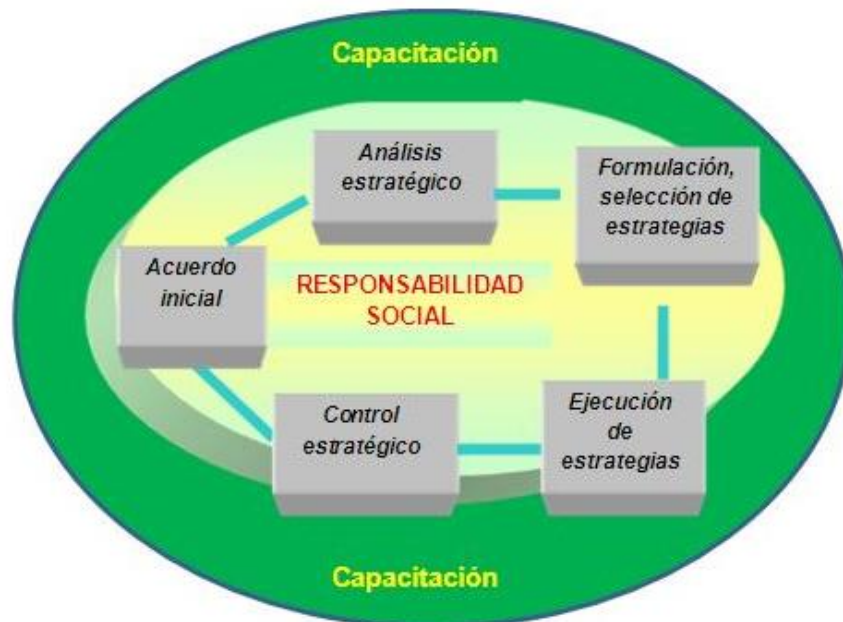 Capacitación
Análisis
estratégico
Formulación,
selección de
estrategias
Acuerdo
inicial
RESPONSABILIDAD
SOCIAL
Control
estratégico
Ejecución
de
estrategias
Capacitación